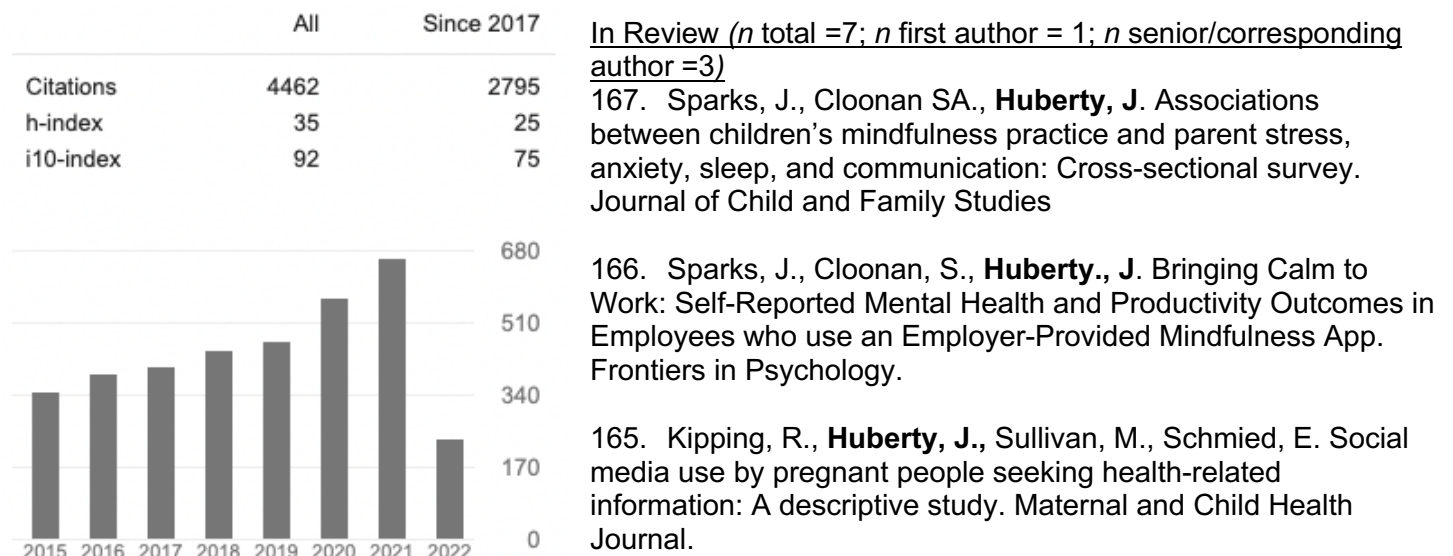 All Since 2017
Citations 4462 2795
h-index 35 25
i10-index 92 75
680
510
340
170
0
2015 2016 2017 2018 2019 2020 2021 2022
In Review (n total =7; n first author = 1; n senior/corresponding
author =3)
167. Sparks, J., Cloonan SA., Huberty, J. Associations
between children’s mindfulness practice and parent stress,
anxiety, sleep, and communication: Cross-sectional survey.
Journal of Child and Family Studies
166. Sparks, J., Cloonan, S., Huberty., J. Bringing Calm to
Work: Self-Reported Mental Health and Productivity Outcomes in
Employees who use an Employer-Provided Mindfulness App.
Frontiers in Psychology.
165. Kipping, R., Huberty, J., Sullivan, M., Schmied, E. Social
media use by pregnant people seeking health-related
information: A descriptive study. Maternal and Child Health
Journal.